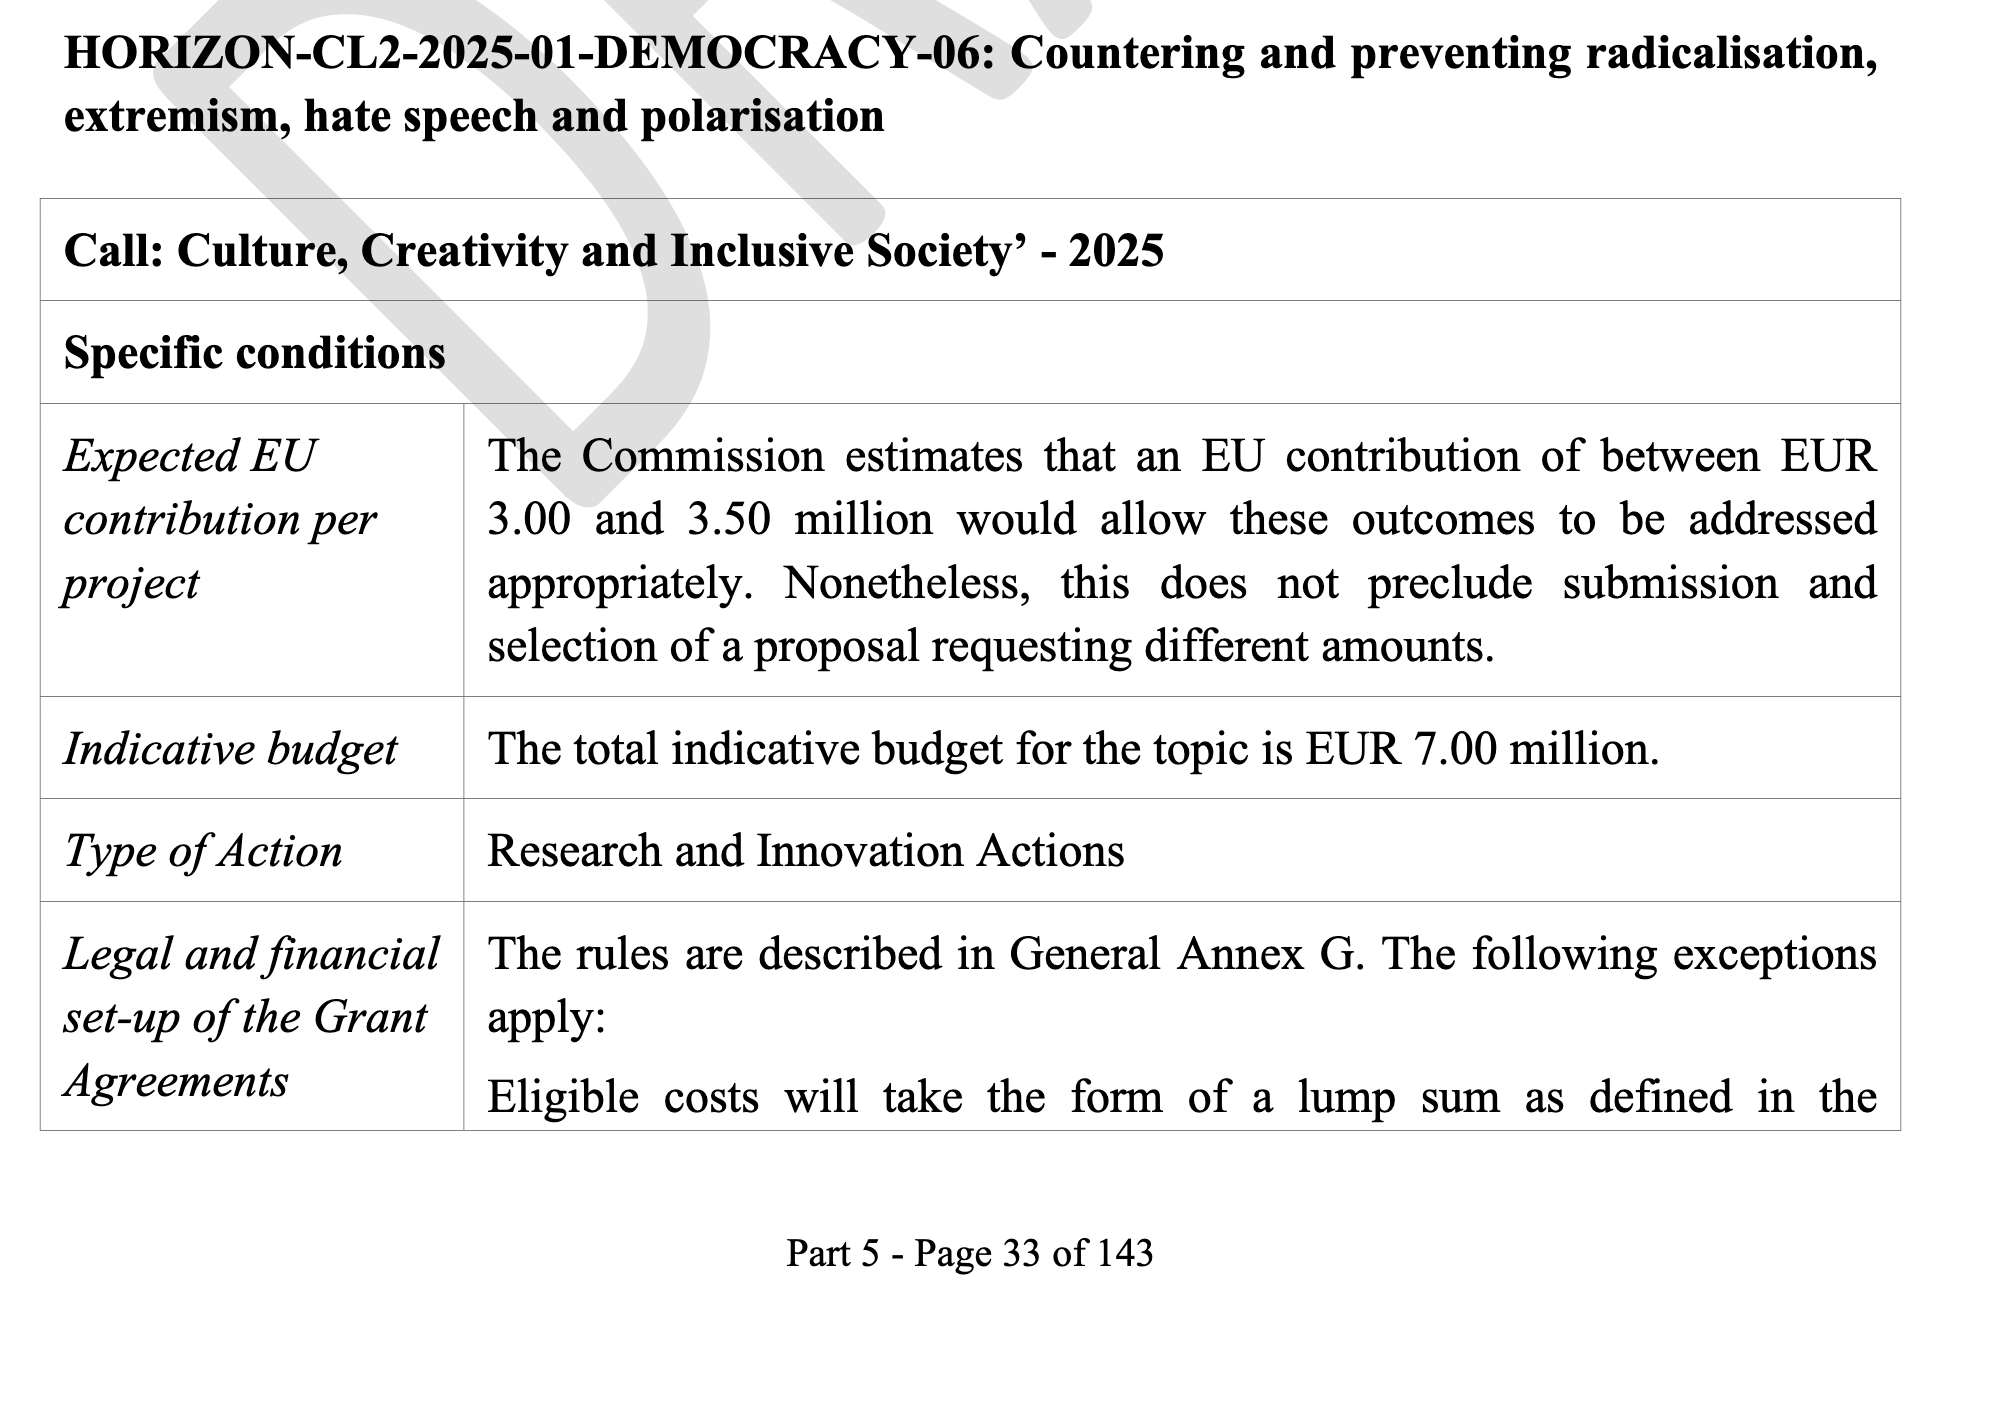 HORIZON-CL2-2025-01-DEMOCRACY-06: Countering and preventing radicalisation,
extremism, hate speech and polarisation
Call: Culture, Creativity and Inclusive Society’ - 2025
Specific conditions
Expected EU
contribution per
project
The Commission estimates that an EU contribution of between EUR
3.00 and 3.50 million would allow these outcomes to be addressed
appropriately. Nonetheless, this does not preclude submission and
selection of a proposal requesting different amounts.
Indicative budget
The total indicative budget for the topic is EUR 7.00 million.
Type of Action
Research and Innovation Actions
Legal and financial
set-up of the Grant
Agreements
The rules are described in General Annex G. The following exceptions
apply:
Eligible costs will take the form of a lump sum as defined in the
Part 5 - Page 33 of 143